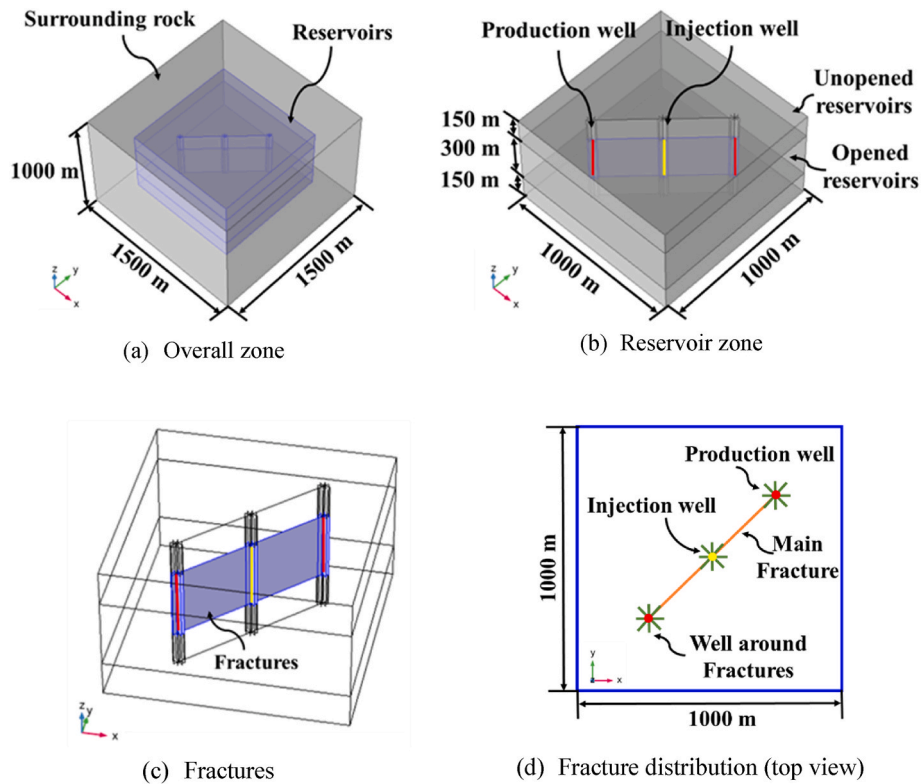 Surrounding rock
Reservoirs
1000 m
1500 m
1500 m
z
y
x
(a) Overall zone
Production well
Injection well
Unopened
reservoirs
150 m
300 m
Opened
reservoirs
150 m
1000 m
1000 m
z
y
x
(b) Reservoir zone
Fractures
z
y
x
(c) Fractures
Production well
Injection well
Main
Fracture
1000 m
Well around
Fractures
y
z
x
1000 m
(d) Fracture distribution (top view)